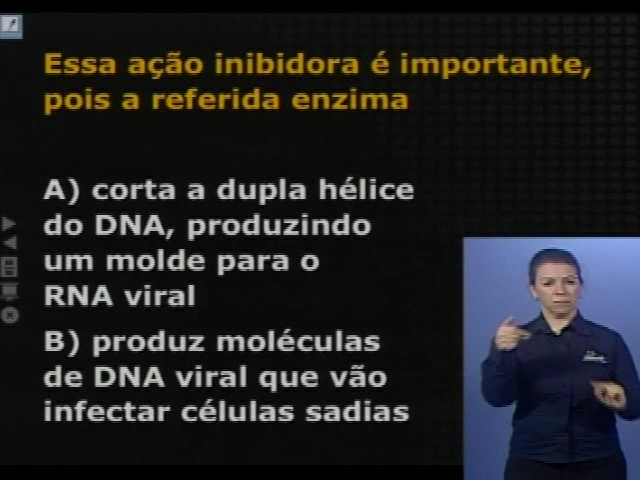 Essa ação inibidora é importante,
pois a referida enzima
A) corta a dupla hélice
do DNA, produzindo
um molde para o
RNA viral
B) produz moléculas
de DNA viral que vão
infectar células sadias